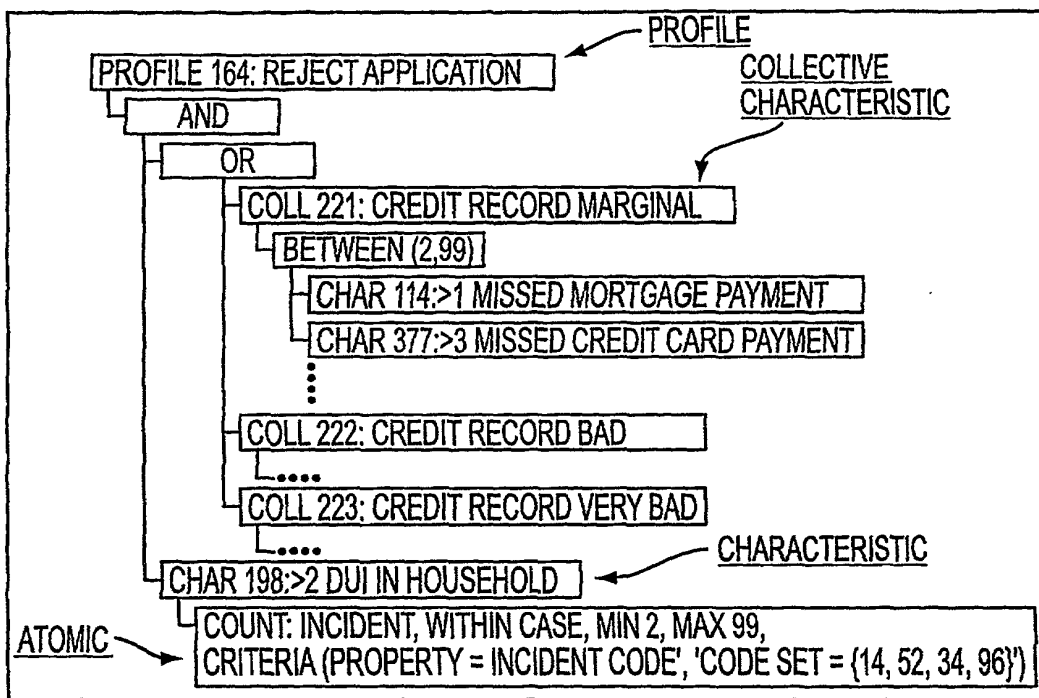 PROFILE
PROFILE 164: REJECT APPLICATION
COLLECTIVE
CHARACTERISTIC
AND
OR
COLL 221: CREDIT RECORD MARGINAL
BETWEEN (2,99)
CHAR 114:>1 MISSED MORTGAGE PAYMENT
CHAR 377:>3 MISSED CREDIT CARD PAYMENT
COLL 222: CREDIT RECORD BAD
COLL 223: CREDIT RECORD VERY BAD
CHARACTERISTIC
CHAR 198:>2 DUI IN HOUSEHOLD
ATOMIC
COUNT: INCIDENT, WITHIN CASE, MIN 2, MAX 99,
CRITERIA (PROPERTY = INCIDENT CODE', 'CODE SET = {14, 52, 34, 96}')